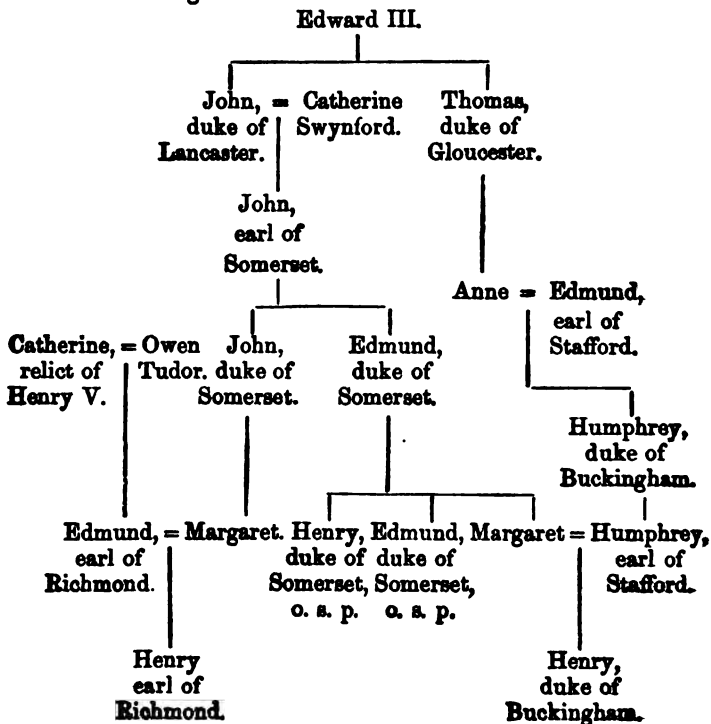 Edward III.
John, = Catherine Thomas,
duke of Swynford. duke of
Lancaster. Gloucester.
John,
earl of
Somerset.
Anne = Edmund,
earl of
Stafford.
Catherine, = Owen John, Edmund,
relict of Tudor. duke of duke of
Henry V. Somerset. Somerset.
Humphrey,
duke of
Buckingham.
Edmund, = Margaret. Henry, Edmund, Margaret = Humphrey,
earl of duke of duke of earl of
Richmond. Somerset, Somerset, Stafford.
o. s. p. o. s. p.
Henry Henry,
earl of duke of
Richmond. Buckingham.